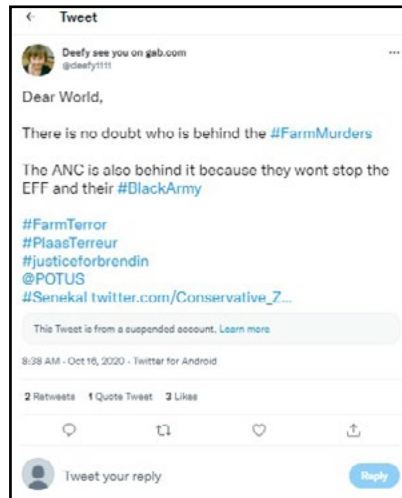 Tweet
Deefy see you on gab.com
@deefy1111
Dear World,
There is no doubt who is behind the #FarmMurders
The ANC is also behind it because they wont stop the
EFF and their #BlackArmy
#FarmTerror
#PlaasTerreur
#justiceforbrendin
@POTUS
#Senekal twitter.com/Conservative_Z...
This Tweet is from a suspended account. Learn more
8:38 AM · Oct 16, 2020 · Twitter for Android
2 Retweets 1 Quote Tweet 3 Likes
Tweet your reply
Reply